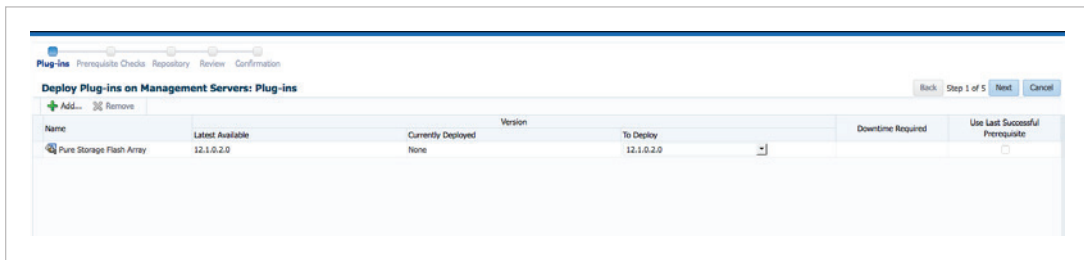 Plug-ins Prerequisite Checks Repository Review Confirmation
Deploy Plug-ins on Management Servers: Plug-ins
Back Step 1 of 5 Next Cancel
Add... Remove
Name
Version
Latest Available
Currently Deployed
To Deploy
Downtime Required
Use Last Successful
Prerequisite
Pure Storage Flash Array 12.1.0.2.0 None 12.1.0.2.0